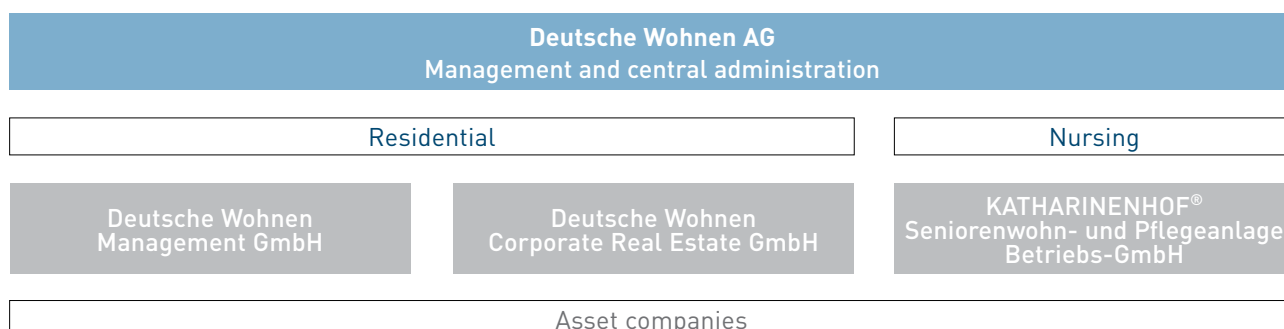 Deutsche Wohnen AG
Management and central administration
Residential
Nursing
Deutsche Wohnen
Management GmbH
Deutsche Wohnen
Corporate Real Estate GmbH
KATHARINENHOF®
Seniorenwohn- und Pflegeanlage
Betriebs-GmbH
Asset companies